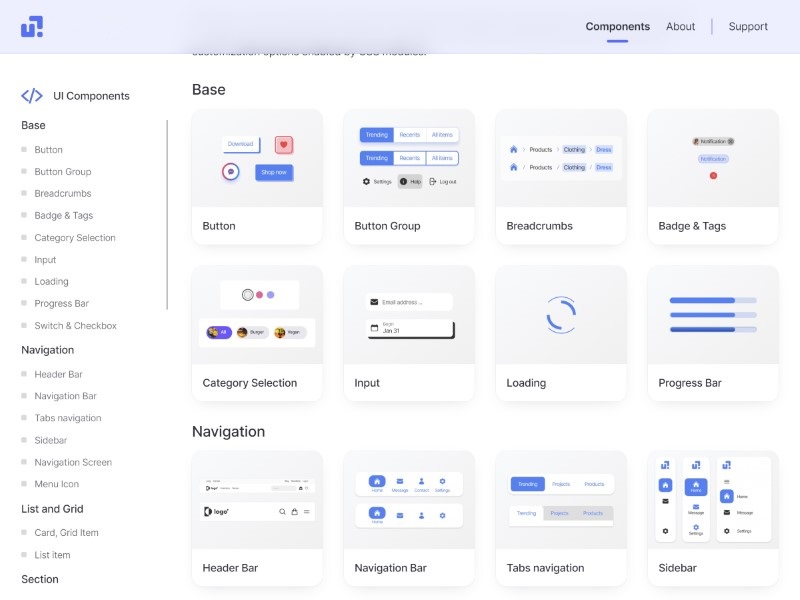 Components
About
Support
customization options enabled by CSS modules.
UI Components
Base
Button
Button Group
Breadcrumbs
Badge & Tags
Category Selection
Input
Loading
Progress Bar
Switch & Checkbox
Navigation
Header Bar
Navigation Bar
Tabs navigation
Sidebar
Navigation Screen
Menu Icon
List and Grid
Card, Grid Item
List item
Section
Base
Download
Shop now
Button
Trending Recents All items
Trending Recents All items
Settings Help Log out
Button Group
/ Products / Clothing / Dress
/ Products / Clothing / Dress
Breadcrumbs
Notification
Notification
Badge & Tags
All Burger Vegan
Category Selection
Email address ...
Begin
Jan 31
Input
Loading
Progress Bar
Navigation
logo
logo
Header Bar
Home Message Contact Settings
Home
Navigation Bar
Trending Projects Products
Trending Projects Products
Tabs navigation
Home
Message
Settings
Home
Message
Settings
Sidebar